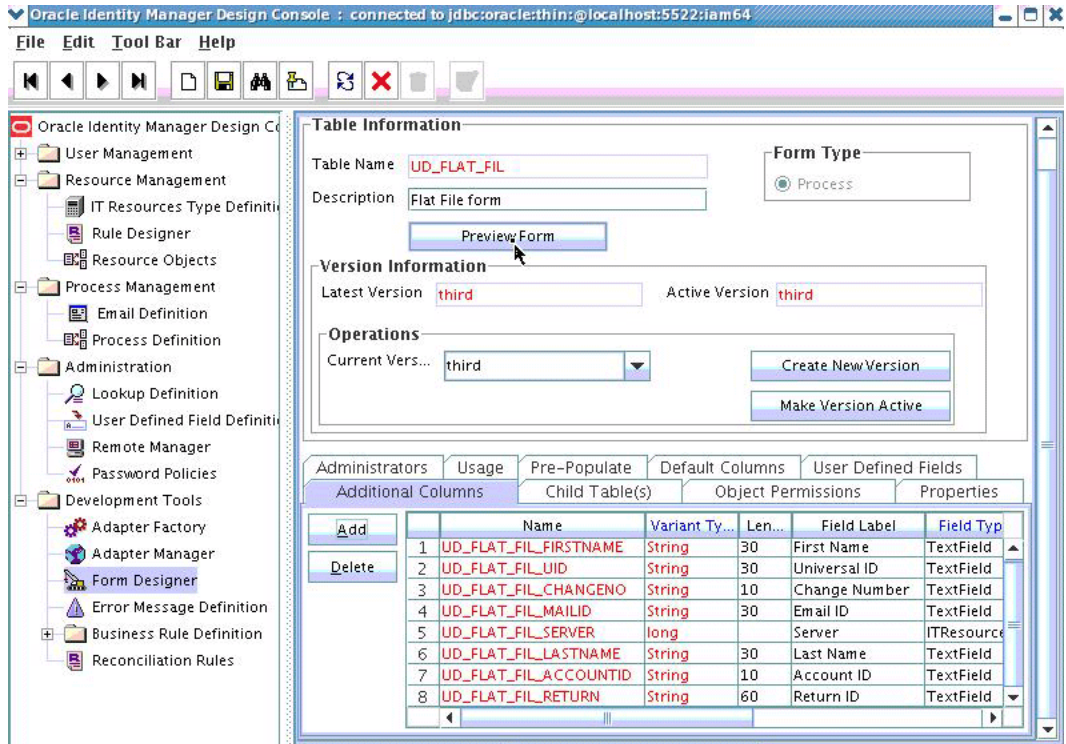 Oracle Identity Manager Design Console : connected to jdbc:oracle:thin:@localhost:5522:iam64
File Edit Tool Bar Help
Oracle Identity Manager Design Co
User Management
Resource Management
IT Resources Type Definiti
Rule Designer
Resource Objects
Process Management
Email Definition
Process Definition
Administration
Lookup Definition
User Defined Field Definiti
Remote Manager
Password Policies
Development Tools
Adapter Factory
Adapter Manager
Form Designer
Error Message Definition
Business Rule Definition
Reconciliation Rules
Table Information
Table Name UD_FLAT_FIL
Description Flat File form
Form Type
Process
Preview Form
Version Information
Latest Version third Active Version third
Operations
Current Vers... third
Create New Version
Make Version Active
Administrators Usage Pre-Populate Default Columns User Defined Fields
Additional Columns Child Table(s) Object Permissions Properties
Add
Delete
Name Variant Ty... Len... Field Label Field Typ
1 UD_FLAT_FIL_FIRSTNAME String 30 First Name TextField
2 UD_FLAT_FIL_UID String 30 Universal ID TextField
3 UD_FLAT_FIL_CHANGENO String 10 Change Number TextField
4 UD_FLAT_FIL_MAILID String 30 Email ID TextField
5 UD_FLAT_FIL_SERVER long Server ITResource
6 UD_FLAT_FIL_LASTNAME String 30 Last Name TextField
7 UD_FLAT_FIL_ACCOUNTID String 10 Account ID TextField
8 UD_FLAT_FIL_RETURN String 60 Return ID TextField